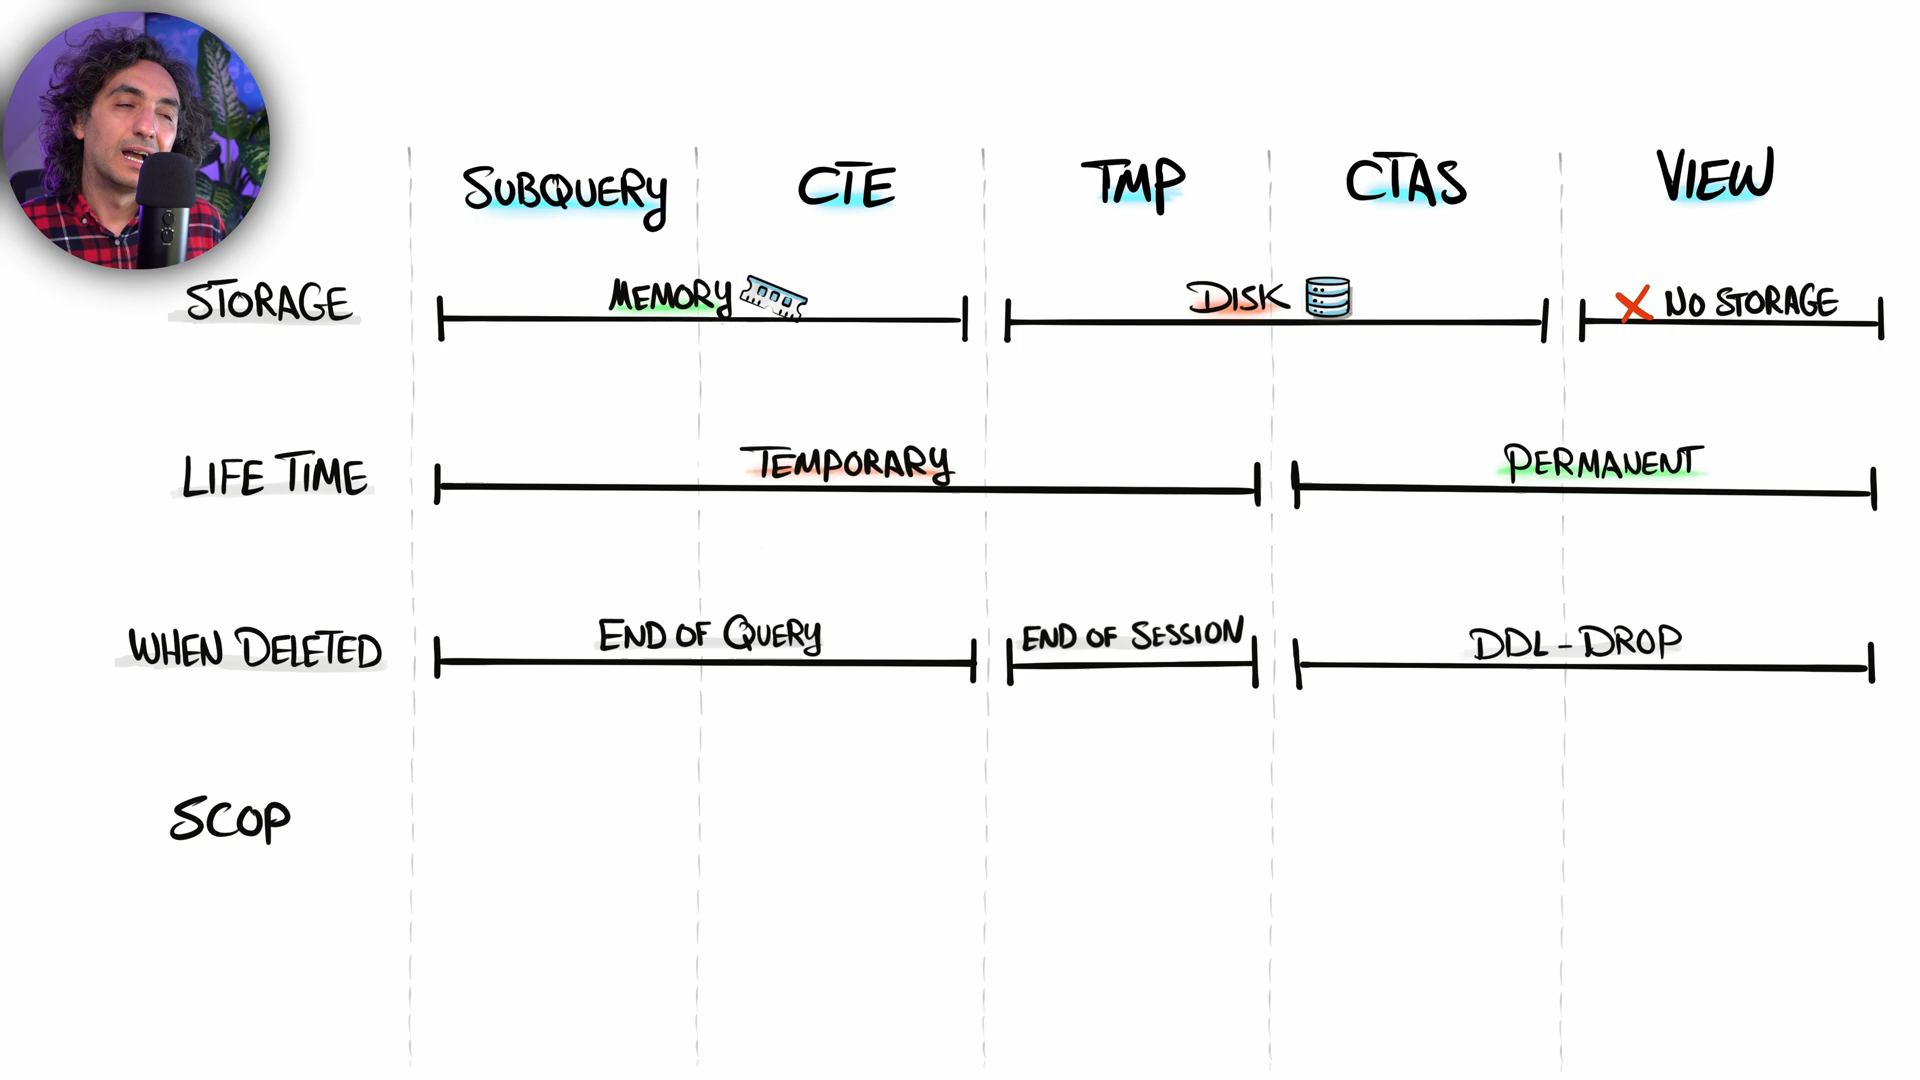 SUBQUERY CTE TMP CTAS VIEW
STORAGE MEMORY DISK NO STORAGE
LIFE TIME TEMPORARY PERMANENT
WHEN DELETED END OF QUERY END OF SESSION DDL - DROP
SCOP